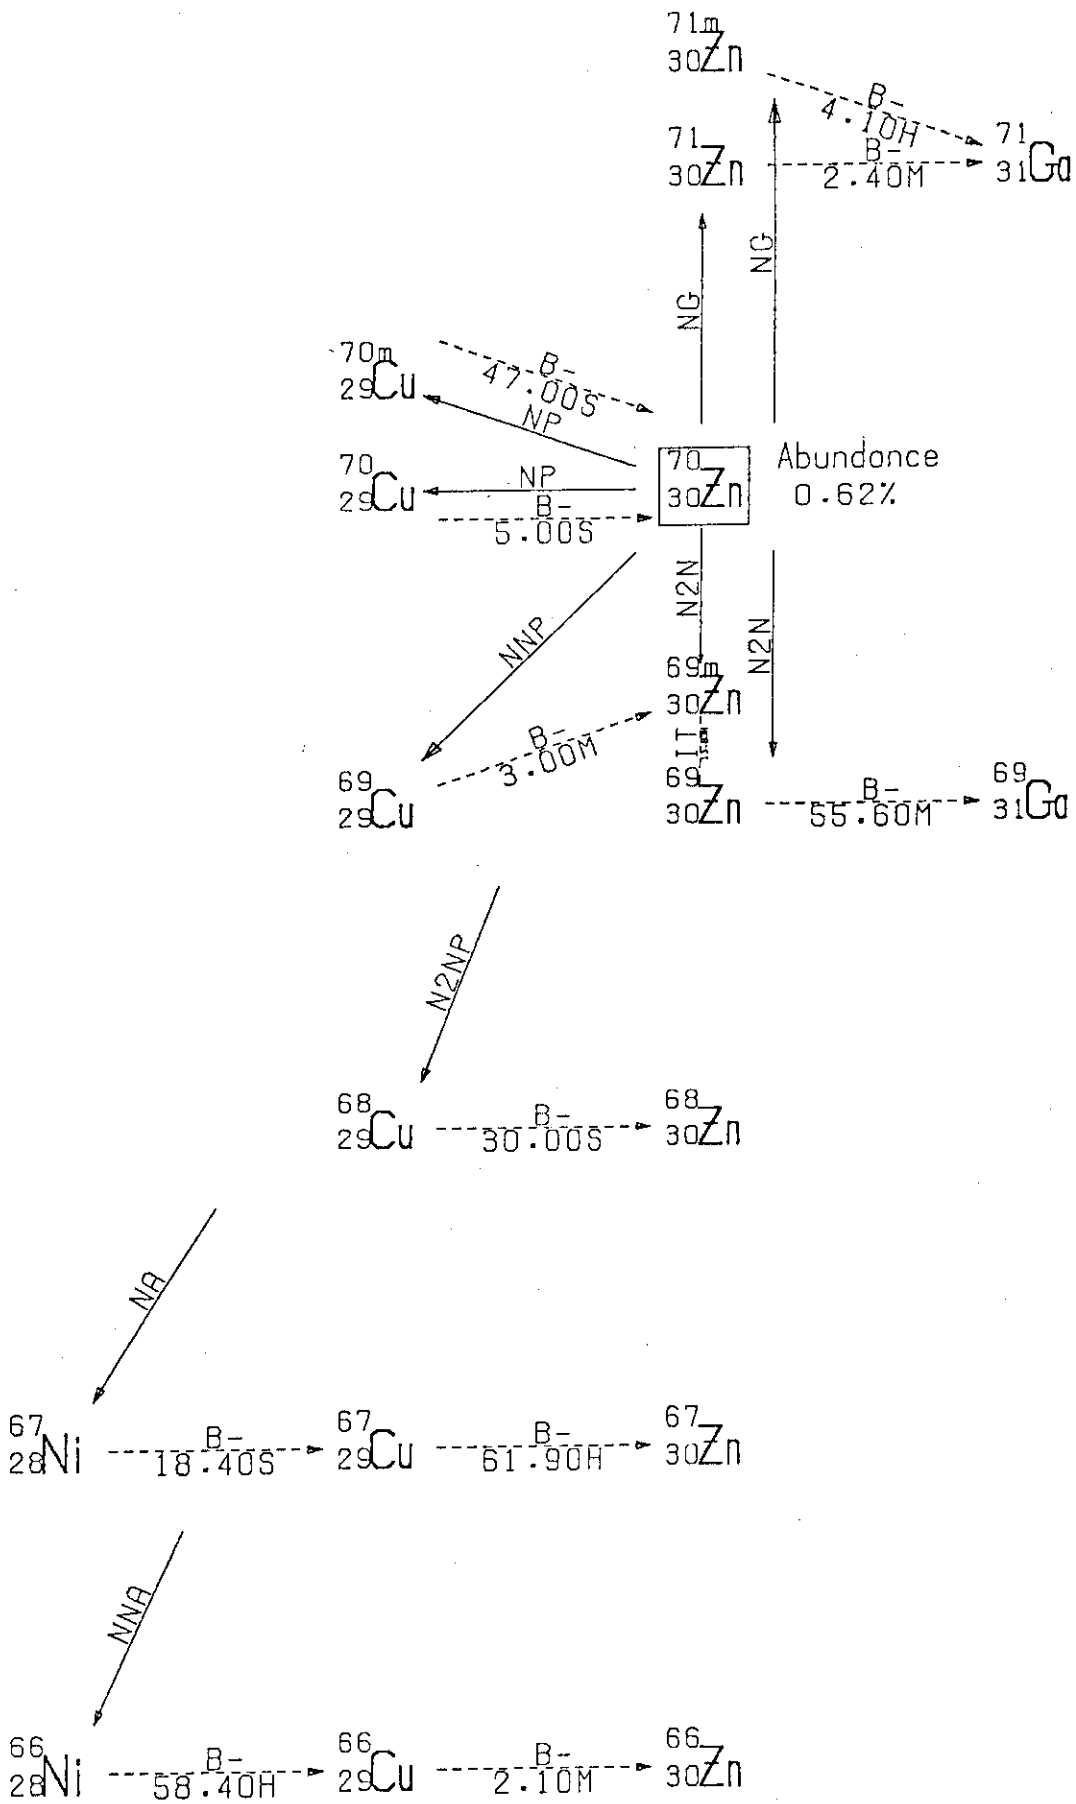 71m
30Zn
B-
4.10H
71
30Zn
B-
2.40M
71
31Ga
NG
NG
70m
29Cu
B-
47.00S
NP
70
29Cu
NP
B-
5.00S
70
30Zn
Abundance
0.62%
NNP
N2N
N2N
69m
30Zn
B-
3.00M
IT
69
29Cu
69
30Zn
B-
55.60M
69
31Ga
N2NP
68
29Cu
B-
30.00S
68
30Zn
NA
67
28Ni
B-
18.40S
67
29Cu
B-
61.90H
67
30Zn
NNA
66
28Ni
B-
58.40H
66
29Cu
B-
2.10M
66
30Zn